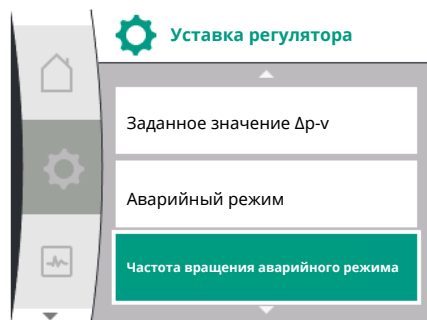 Уставка регулятора
Заданное значение Δp-v
Аварийный режим
Частота вращения аварийного режима